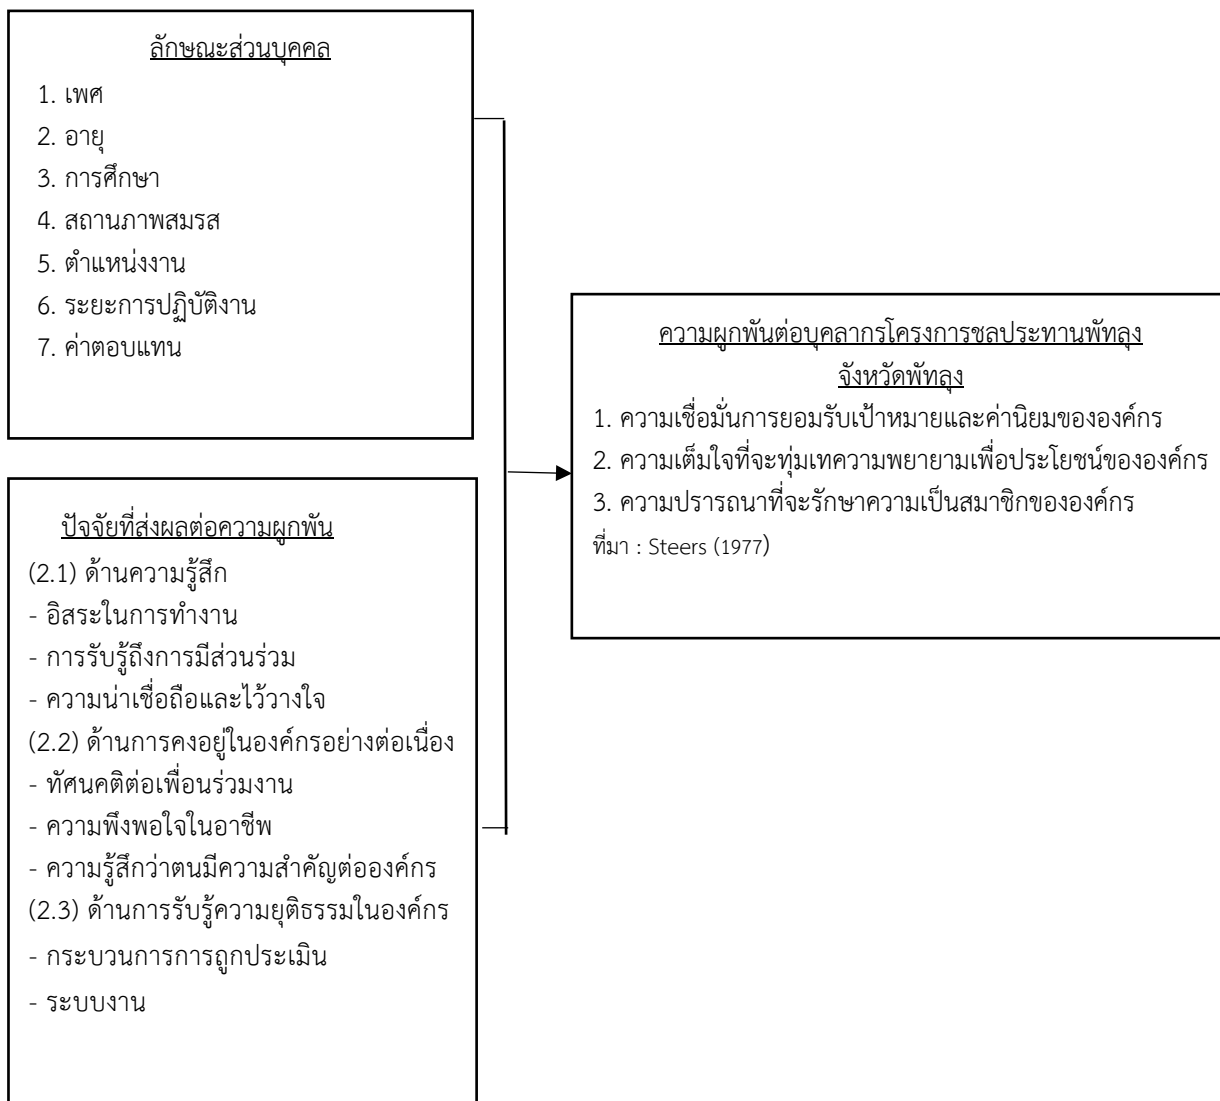 ลักษณะส่วนบุคคล
1. เพศ
2. อายุ
3. การศึกษา
4. สถานภาพสมรส
5. ตำแหน่งงาน
6. ระยะการปฏิบัติงาน
7. ค่าตอบแทน
ปัจจัยที่ส่งผลต่อความผูกพัน
(2.1) ด้านความรู้สึก
- อิสระในการทำงาน
- การรับรู้ถึงการมีส่วนร่วม
- ความน่าเชื่อถือและไว้วางใจ
(2.2) ด้านการคงอยู่ในองค์กรอย่างต่อเนื่อง
- ทัศนคติต่อเพื่อนร่วมงาน
- ความพึงพอใจในอาชีพ
- ความรู้สึกว่าตนมีความสำคัญต่อองค์กร
(2.3) ด้านการรับรู้ความยุติธรรมในองค์กร
- กระบวนการการถูกประเมิน
- ระบบงาน
ความผูกพันต่อบุคลากรโครงการชลประทานพัทลุง
จังหวัดพัทลุง
1. ความเชื่อมั่นการยอมรับเป้าหมายและค่านิยมขององค์กร
2. ความเต็มใจที่จะทุ่มเทความพยายามเพื่อประโยชน์ขององค์กร
3. ความปรารถนาที่จะรักษาความเป็นสมาชิกขององค์กร
ที่มา : Steers (1977)